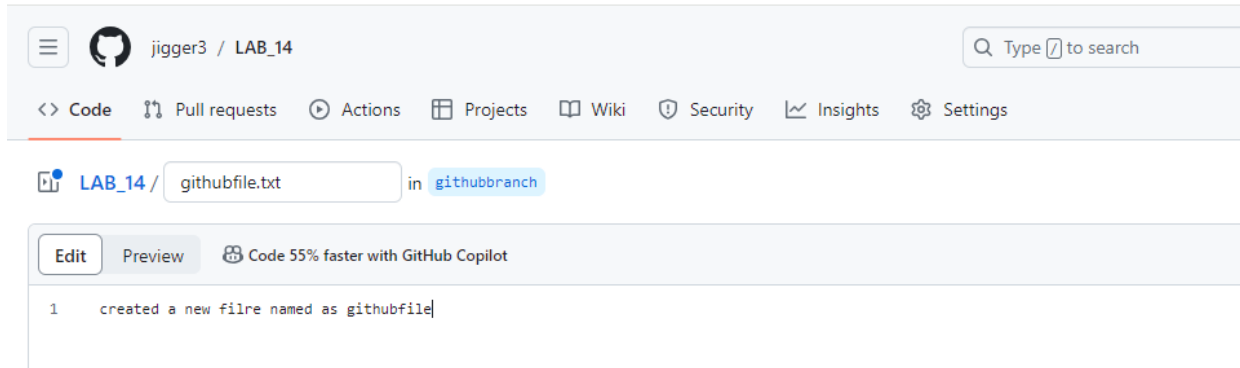 jigger3 / LAB_14
Type / to search
<> Code Pull requests Actions Projects Wiki Security Insights Settings
LAB_14 / githubfile.txt in githubbranch
Edit Preview Code 55% faster with GitHub Copilot
1 created a new filre named as githubfile